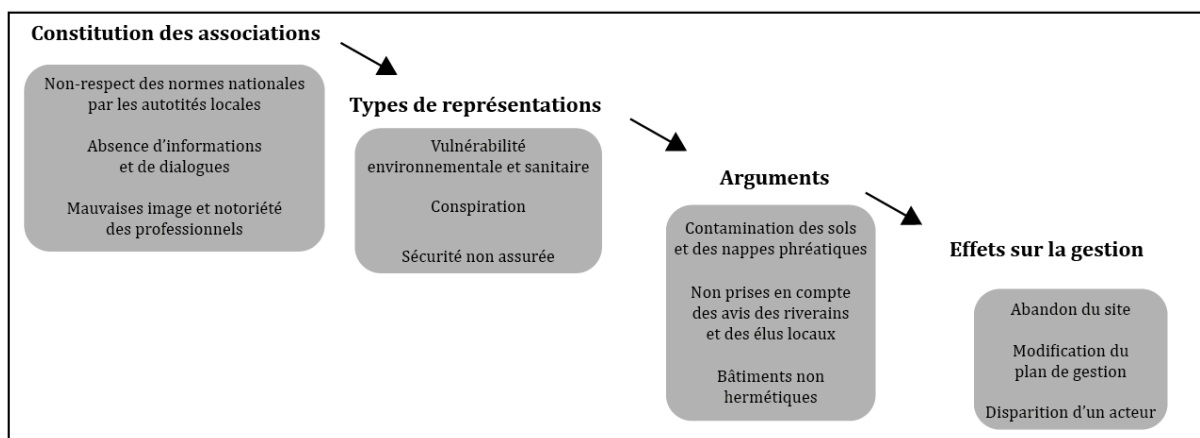 Constitution des associations
Non-respect des normes nationales
par les autotités locales
Absence d'informations
et de dialogues
Mauvaises image et notoriété
des professionnels
Types de représentations
Vulnérabilité
environnementale et sanitaire
Conspiration
Sécurité non assurée
Arguments
Contamination des sols
et des nappes phréatiques
Non prises en compte
des avis des riverains
et des élus locaux
Bâtiments non
hermétiques
Effets sur la gestion
Abandon du site
Modification du
plan de gestion
Disparition d'un acteur